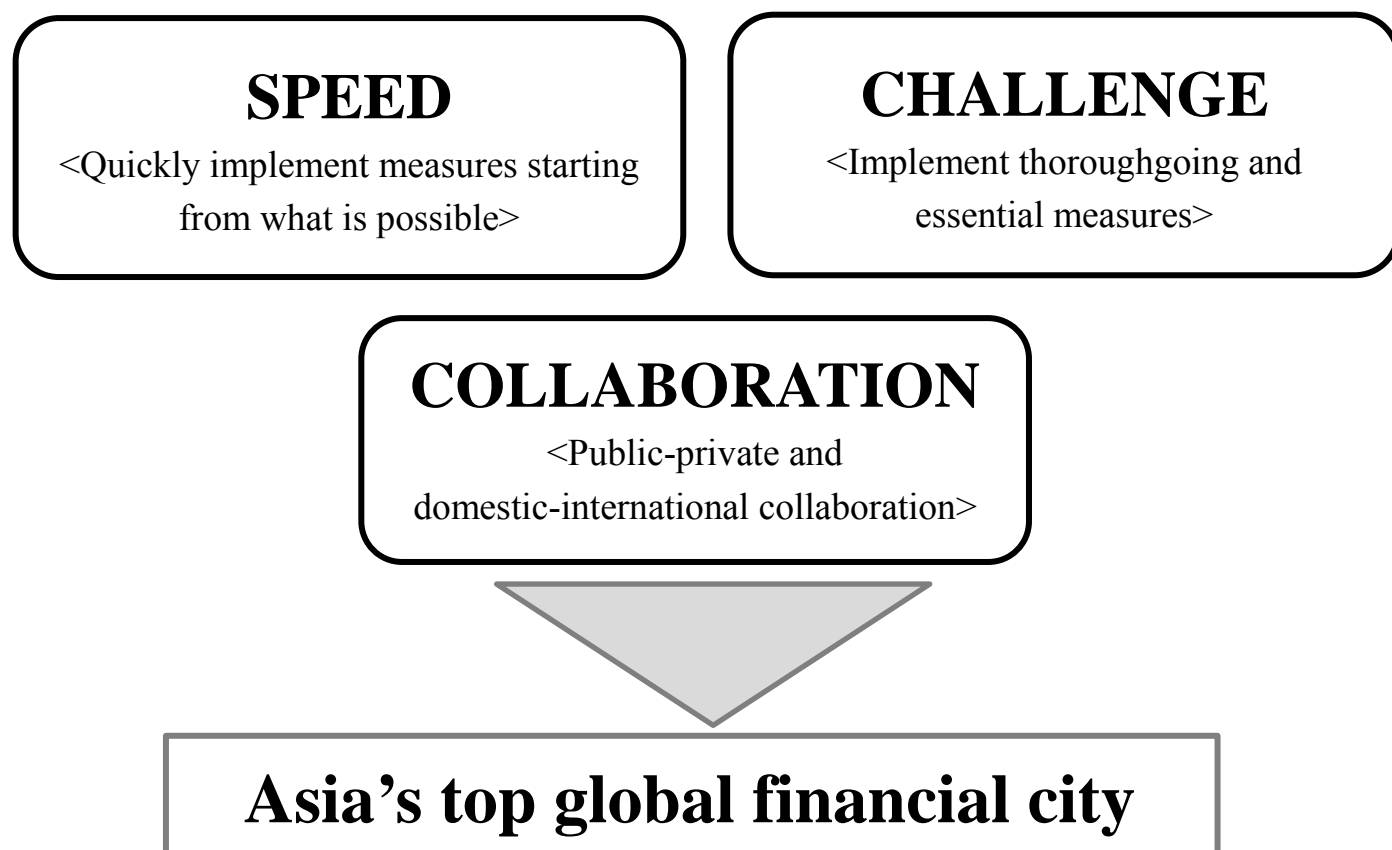 SPEED
<Quickly implement measures starting
from what is possible>
CHALLENGE
<Implement thoroughgoing and
essential measures>
COLLABORATION
<Public-private and
domestic-international collaboration>
Asia’s top global financial city